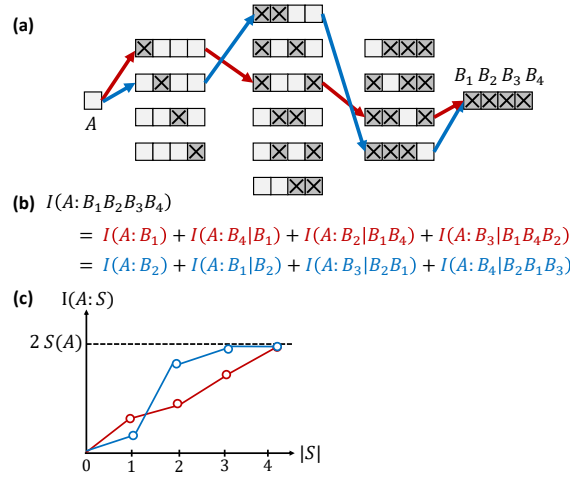 (a)
B₁ B₂ B₃ B₄
A
(b) I(A:B₁B₂B₃B₄)
= I(A:B₁) + I(A:B₄|B₁) + I(A:B₂|B₁B₄) + I(A:B₃|B₁B₄B₂)
= I(A:B₂) + I(A:B₁|B₂) + I(A:B₃|B₂B₁) + I(A:B₄|B₂B₁B₃)
(c) I(A:S)
2 S(A)
0 1 2 3 4 |S|